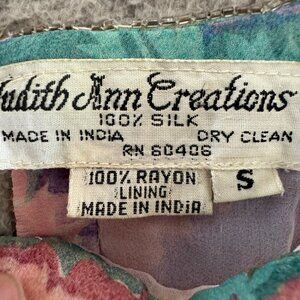 Judith Ann Creations
100% SILK
MADE IN INDIA DRY CLEAN
RN 60406
100% RAYON
LINING
MADE IN INDIA
S